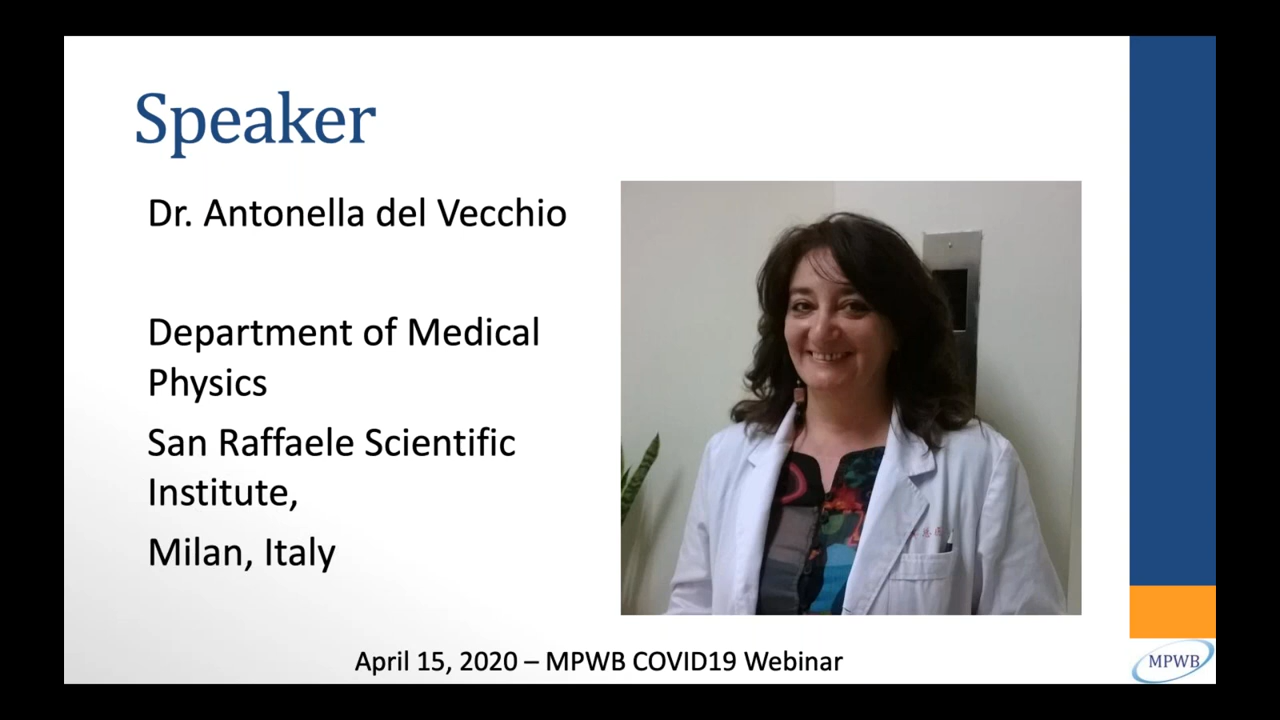 Speaker
Dr. Antonella del Vecchio
Department of Medical
Physics
San Raffaele Scientific
Institute,
Milan, Italy
April 15, 2020 – MPWB COVID19 Webinar
MPWB